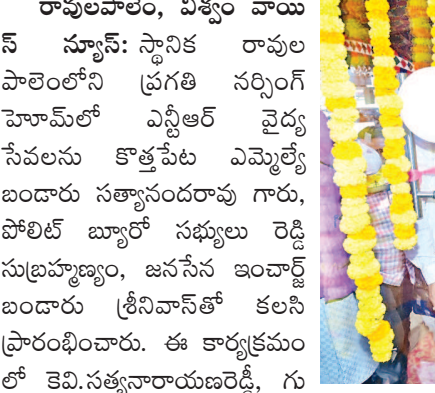 రావులపాలెం, విశ్వం వాయి
స్ న్యూస్: స్థానిక రావుల
పాలెంలోని ప్రగతి నర్సింగ్
హెూమ్‌లో ఎన్టీఆర్ వైద్య
సేవలను కొత్తపేట ఎమ్మెల్యే
బండారు సత్యానందరావు గారు,
పోలిట్ బ్యూరో సభ్యులు రెడ్డి
సుబ్రహ్మణ్యం, జనసేన ఇంచార్జ్
బండారు శ్రీనివాస్‌తో కలసి
ప్రారంభించారు. ఈ కార్యక్రమం
లో కెవి.సత్యనారాయణరెడ్డీ, గు